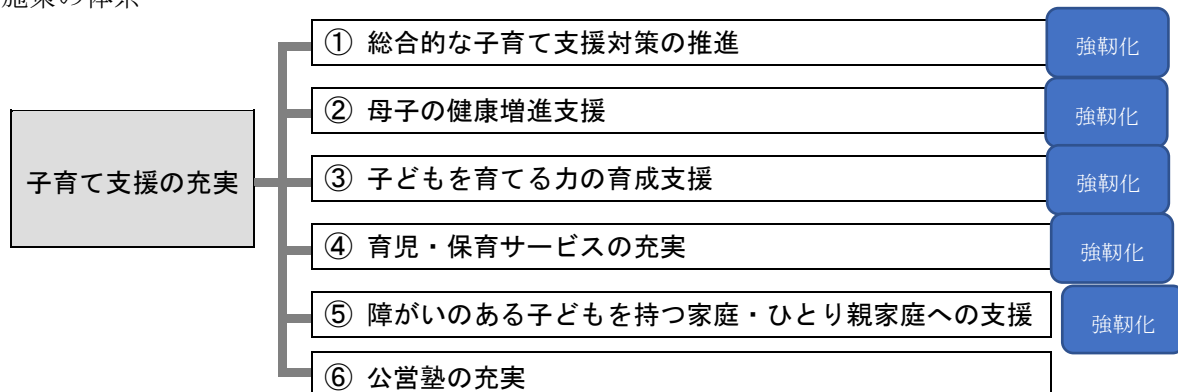 施策の体系
① 総合的な子育て支援対策の推進 強靭化
② 母子の健康増進支援 強靭化
子育て支援の充実
③ 子どもを育てる力の育成支援 強靭化
④ 育児・保育サービスの充実 強靭化
⑤ 障がいのある子どもを持つ家庭・ひとり親家庭への支援 強靭化
⑥ 公営塾の充実